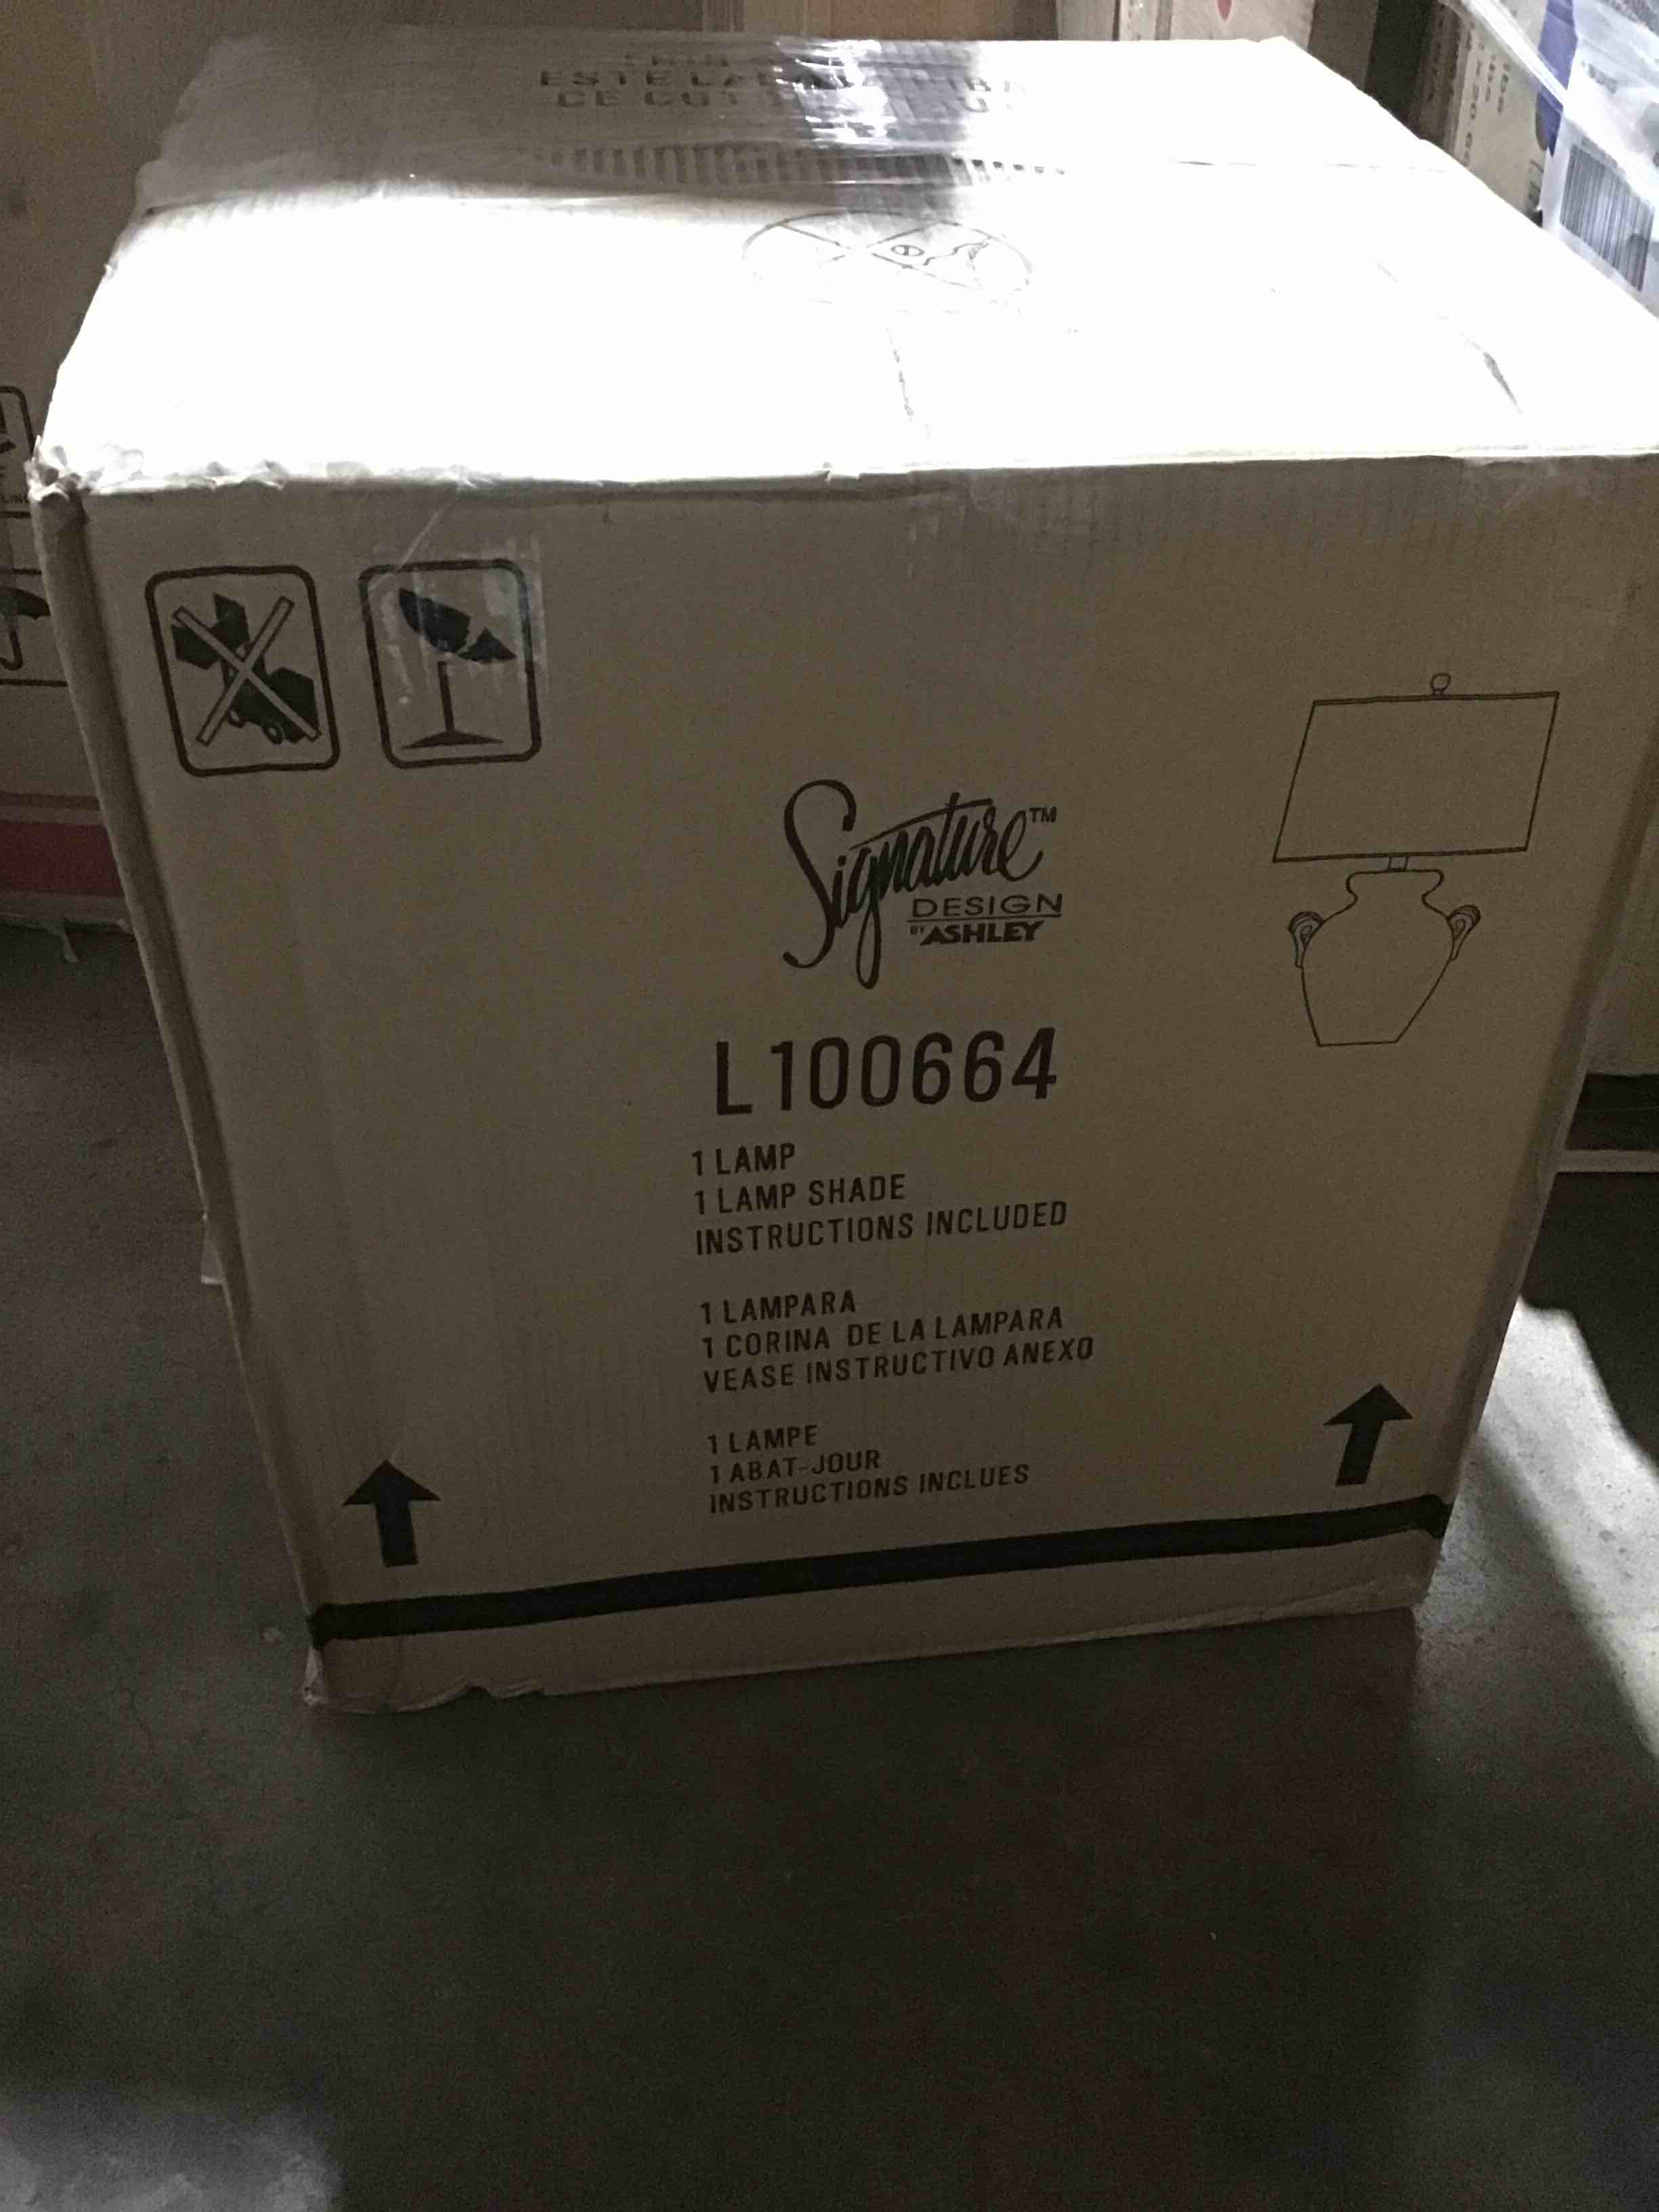 Signature™
DESIGN
BY ASHLEY
L100664
1 LAMP
1 LAMP SHADE
INSTRUCTIONS INCLUDED
1 LAMPARA
1 CORINA DE LA LAMPARA
VEASE INSTRUCTIVO ANEXO
1 LAMPE
1 ABAT-JOUR
INSTRUCTIONS INCLUES